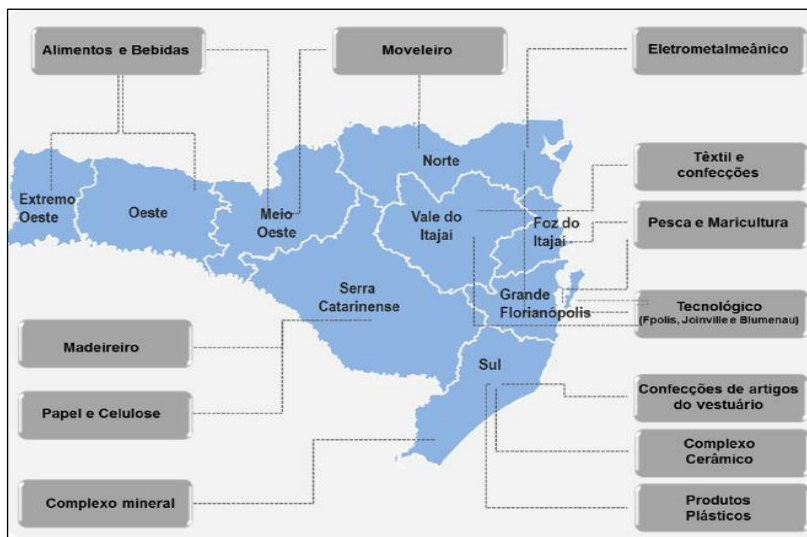 Alimentos e Bebidas
Moveleiro
Eletrometalmeânico
Têxtil e
confecções
Pesca e Maricultura
Tecnológico
(Fpolis, Joinville e Blumenau)
Confecções de artigos
do vestuário
Complexo
Cerâmico
Produtos
Plásticos
Madeireiro
Papel e Celulose
Complexo mineral
Extremo
Oeste
Oeste
Meio
Oeste
Norte
Vale do
Itajaí
Foz do
Itajaí
Serra
Catarinense
Grande
Florianópolis
Sul